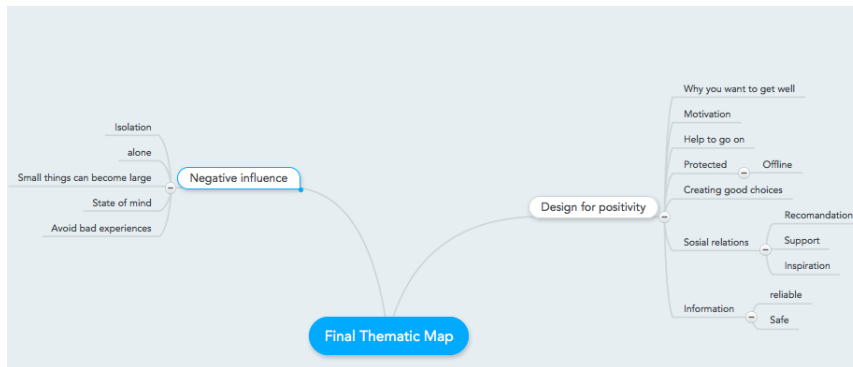 Isolation
alone
Small things can become large
State of mind
Avoid bad experiences
Negative influence
Final Thematic Map
Design for positivity
Why you want to get well
Motivation
Help to go on
Protected
Offline
Creating good choices
Sosial relations
Recomandation
Support
Inspiration
Information
reliable
Safe